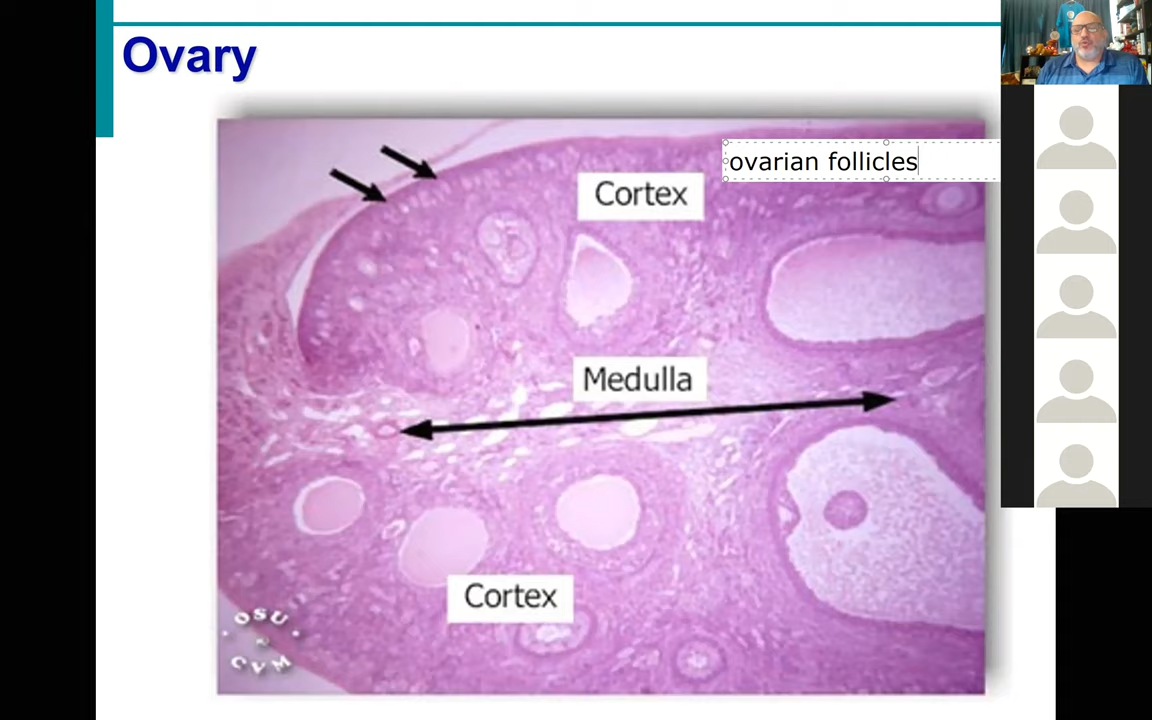 Ovary
ovarian follicles
Cortex
Medulla
Cortex
OSU
CVM